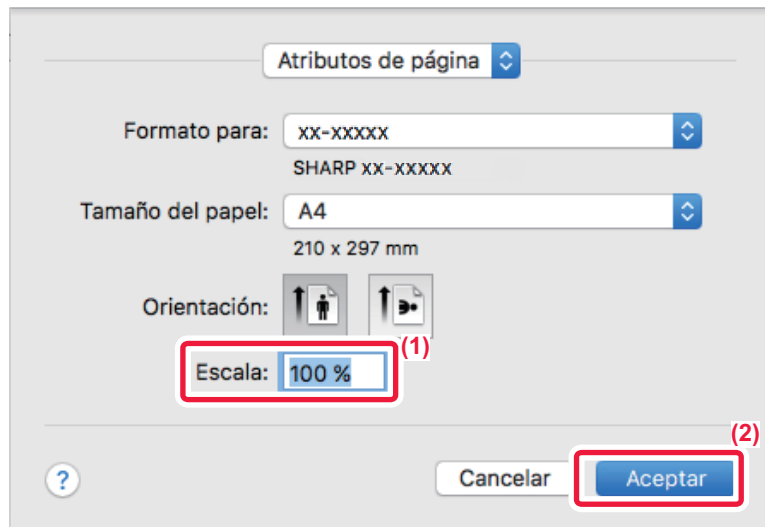 Atributos de página
Formato para: xx-xxxxx
SHARP xx-xxxxx
Tamaño del papel: A4
210 x 297 mm
Orientación:
(1)
Escala: 100 %
(2)
? Cancelar Aceptar